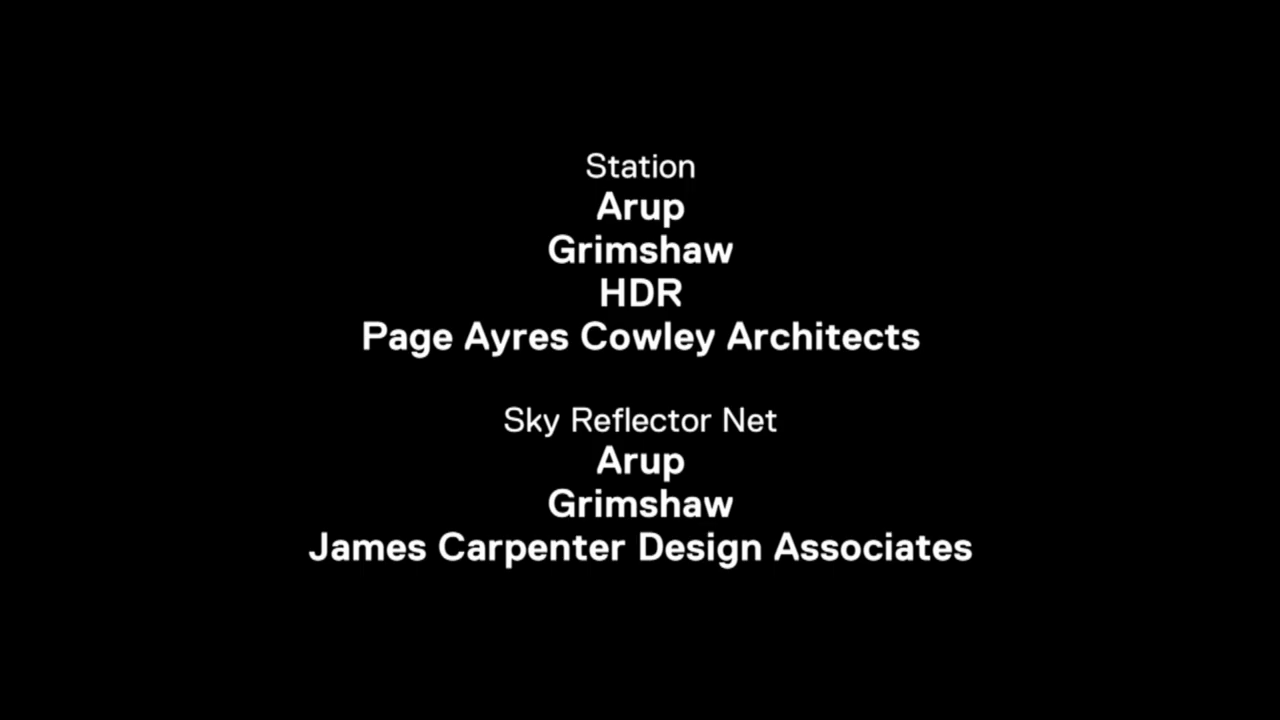 Station
Arup
Grimshaw
HDR
Page Ayres Cowley Architects
Sky Reflector Net
Arup
Grimshaw
James Carpenter Design Associates